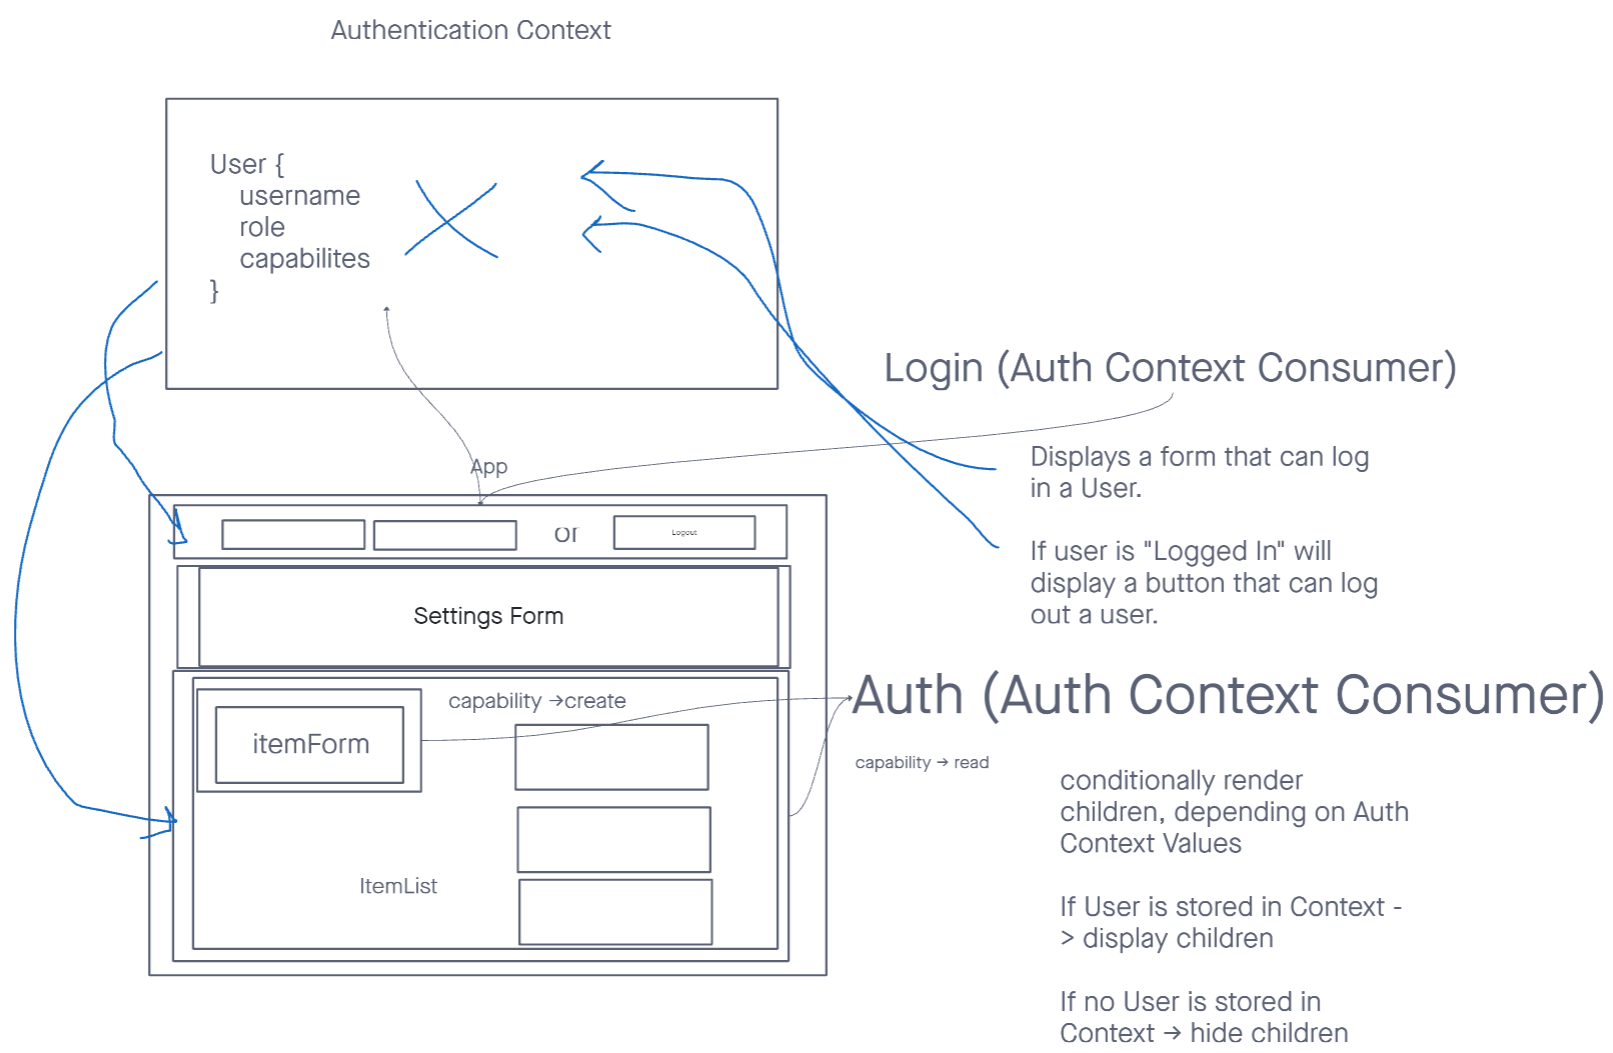 Authentication Context
User {
username
role
capabilites
}
Login (Auth Context Consumer)
Displays a form that can log
in a User.
If user is "Logged In" will
display a button that can log
out a user.
App
or
Logout
Settings Form
capability →create
itemForm
ItemList
Auth (Auth Context Consumer)
capability → read
conditionally render
children, depending on Auth
Context Values
If User is stored in Context -
> display children
If no User is stored in
Context → hide children